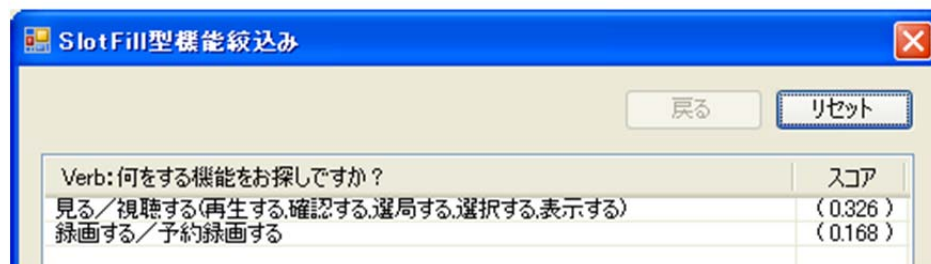 SlotFill型機能絞込み
戻る リセット
Verb:何をする機能をお探しですか? スコア
見る/視聴する(再生する,確認する,選局する,選択する,表示する) (0.326)
録画する/予約録画する (0.168)